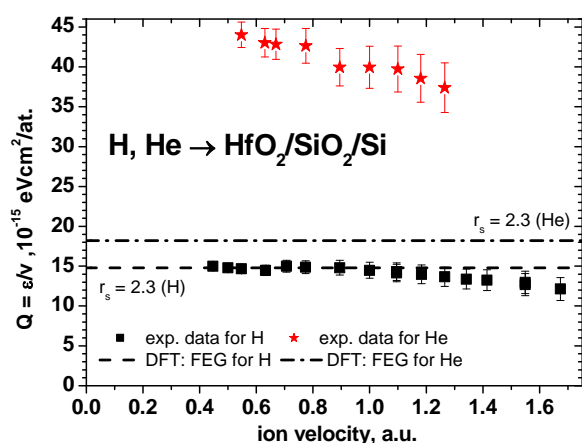 45
40
35
30
25
20
15
10
5
0
Q = ε/v ,10⁻¹⁵ eVcm²/at.
H, He → HfO₂/SiO₂/Si
rₛ = 2.3 (He)
rₛ = 2.3 (H)
exp. data for H
exp. data for He
DFT: FEG for H
DFT: FEG for He
0.0 0.2 0.4 0.6 0.8 1.0 1.2 1.4 1.6
ion velocity, a.u.